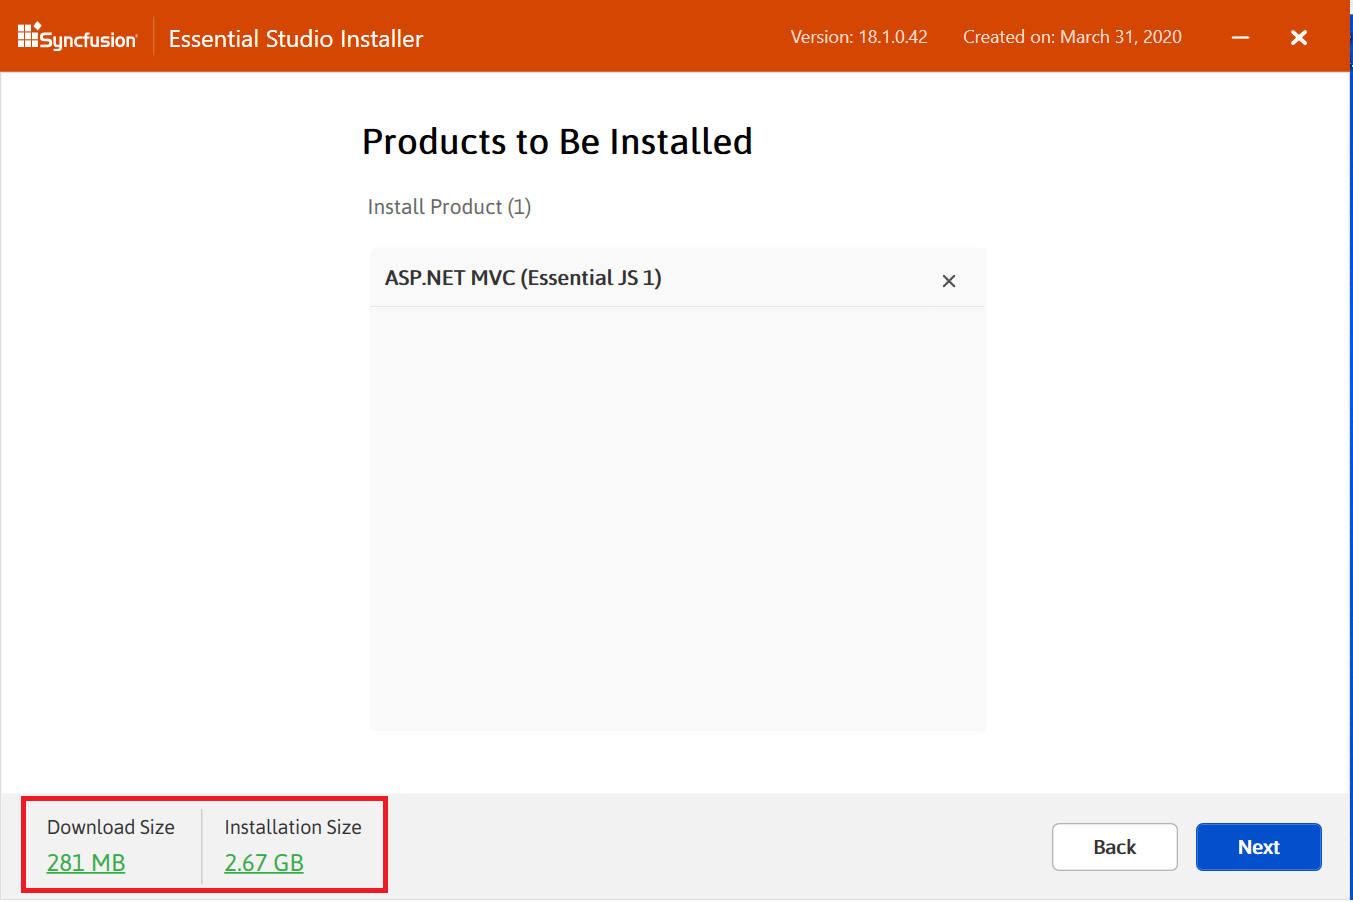 Syncfusion
Essential Studio Installer
Version: 18.1.0.42
Created on: March 31, 2020
Products to Be Installed
Install Product (1)
ASP.NET MVC (Essential JS 1)
Download Size
281 MB
Installation Size
2.67 GB
Back
Next